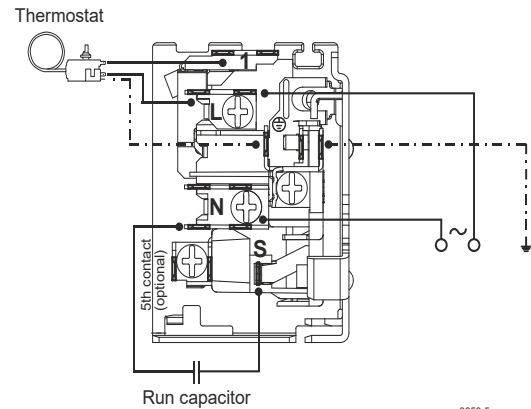 Thermostat
1
L
N
S
~
5th contact
(optional)
Run capacitor